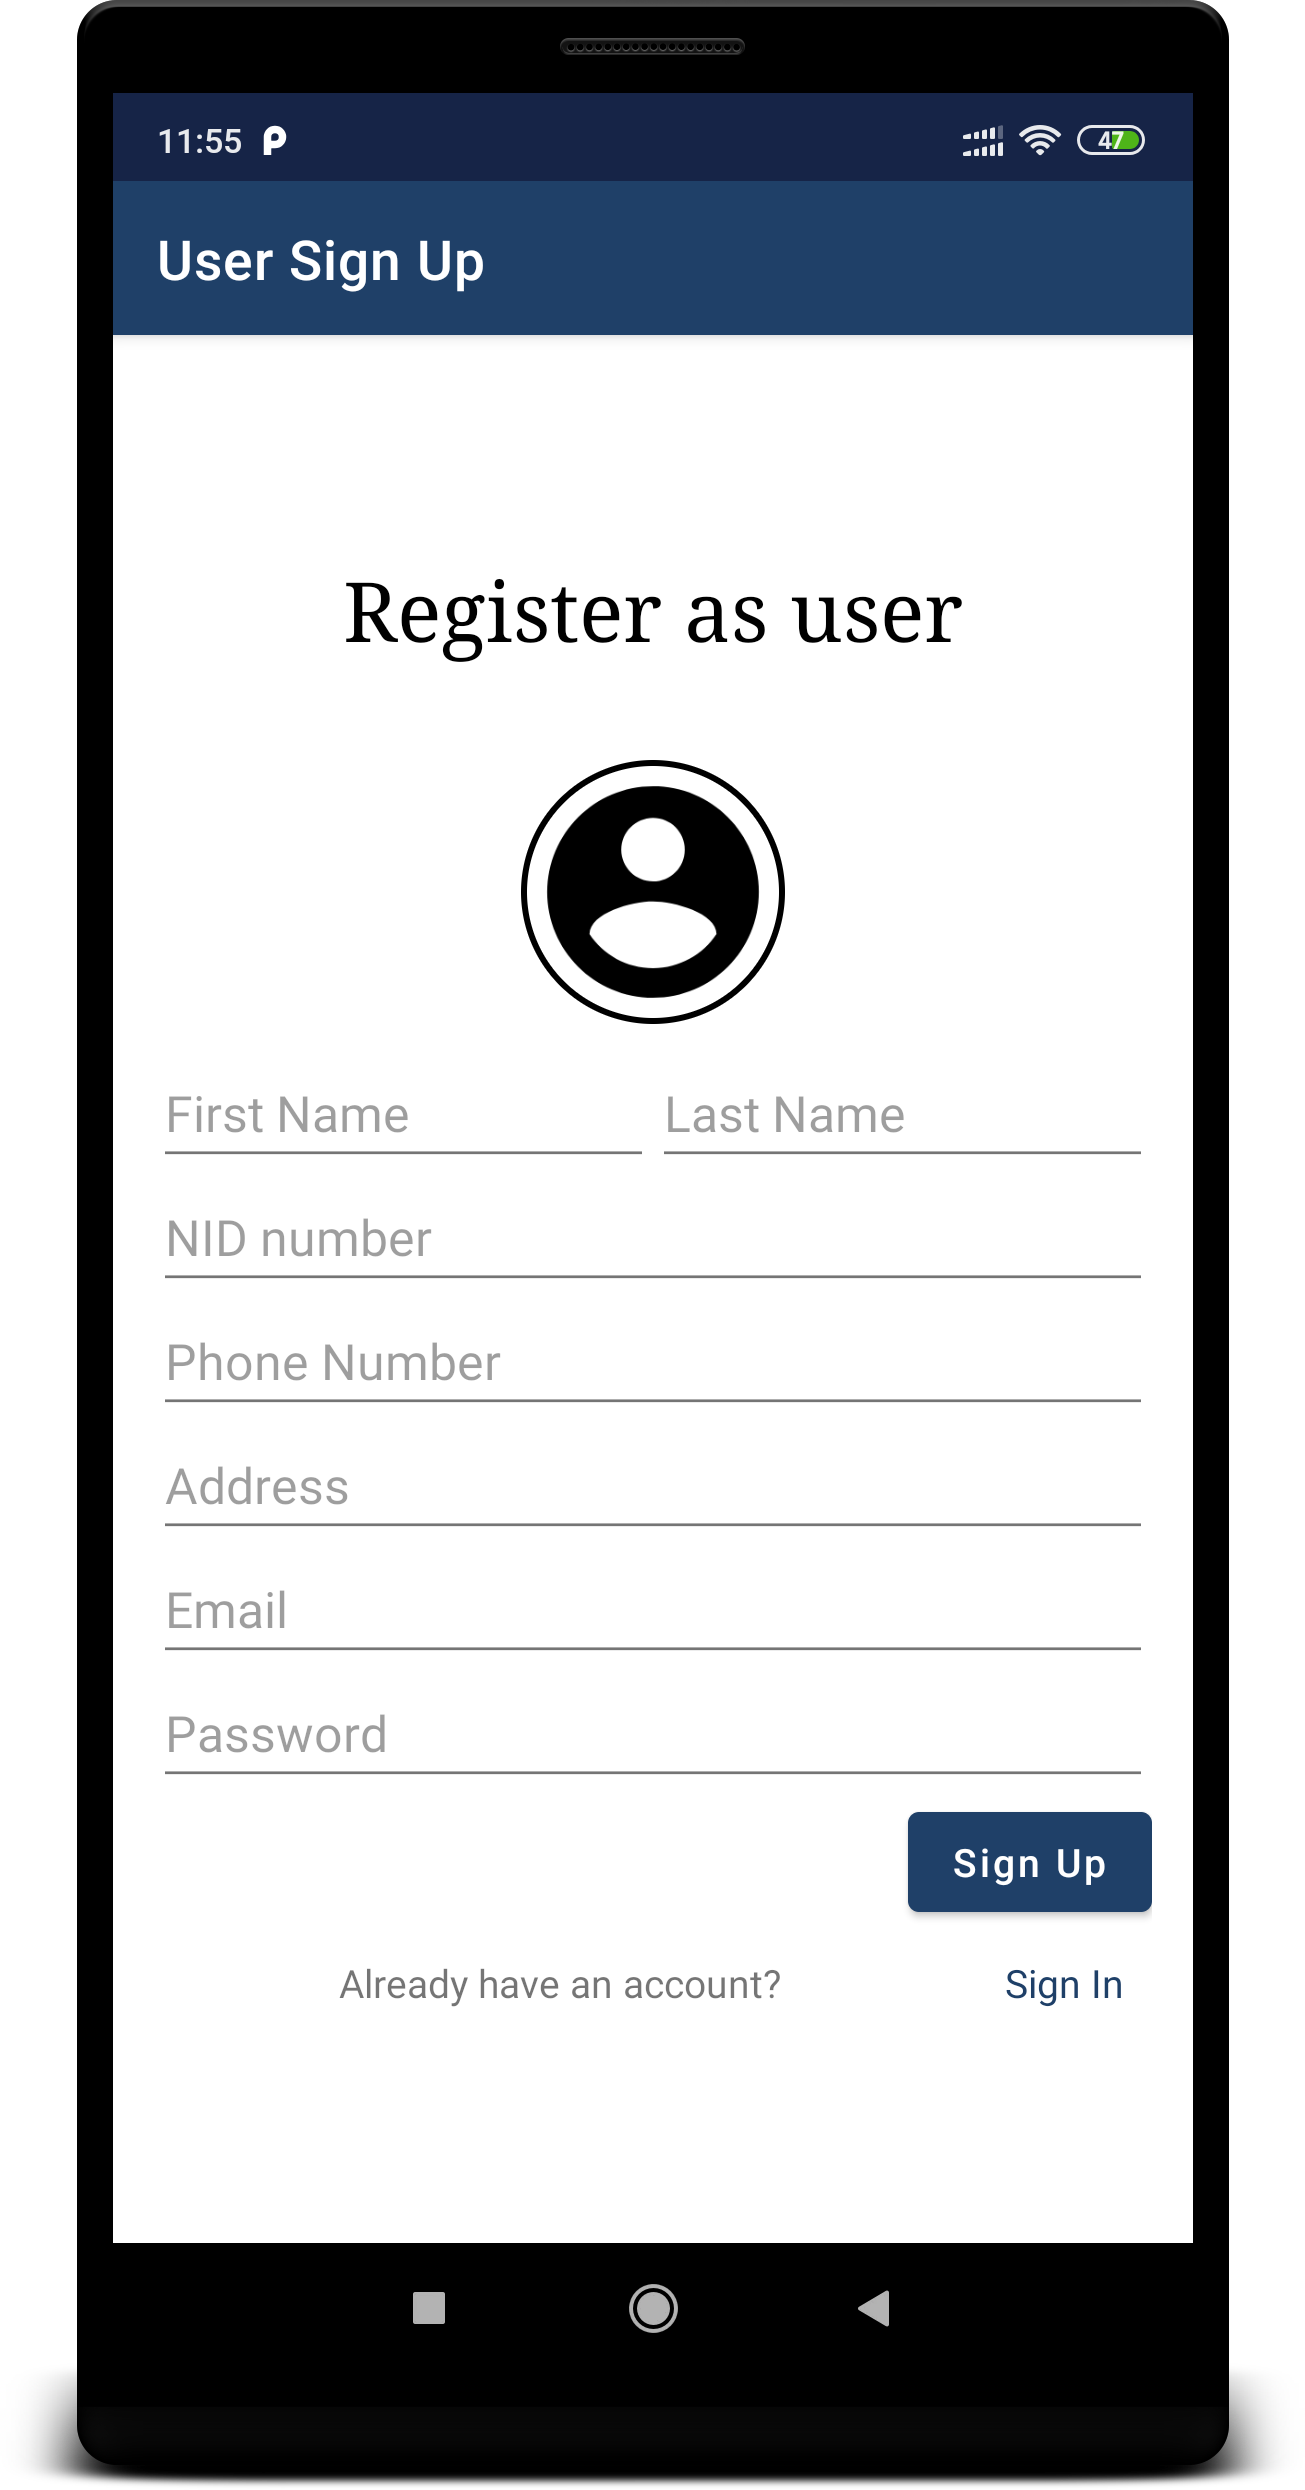 11:55
47
User Sign Up
Register as user
First Name Last Name
NID number
Phone Number
Address
Email
Password
Sign Up
Already have an account? Sign In